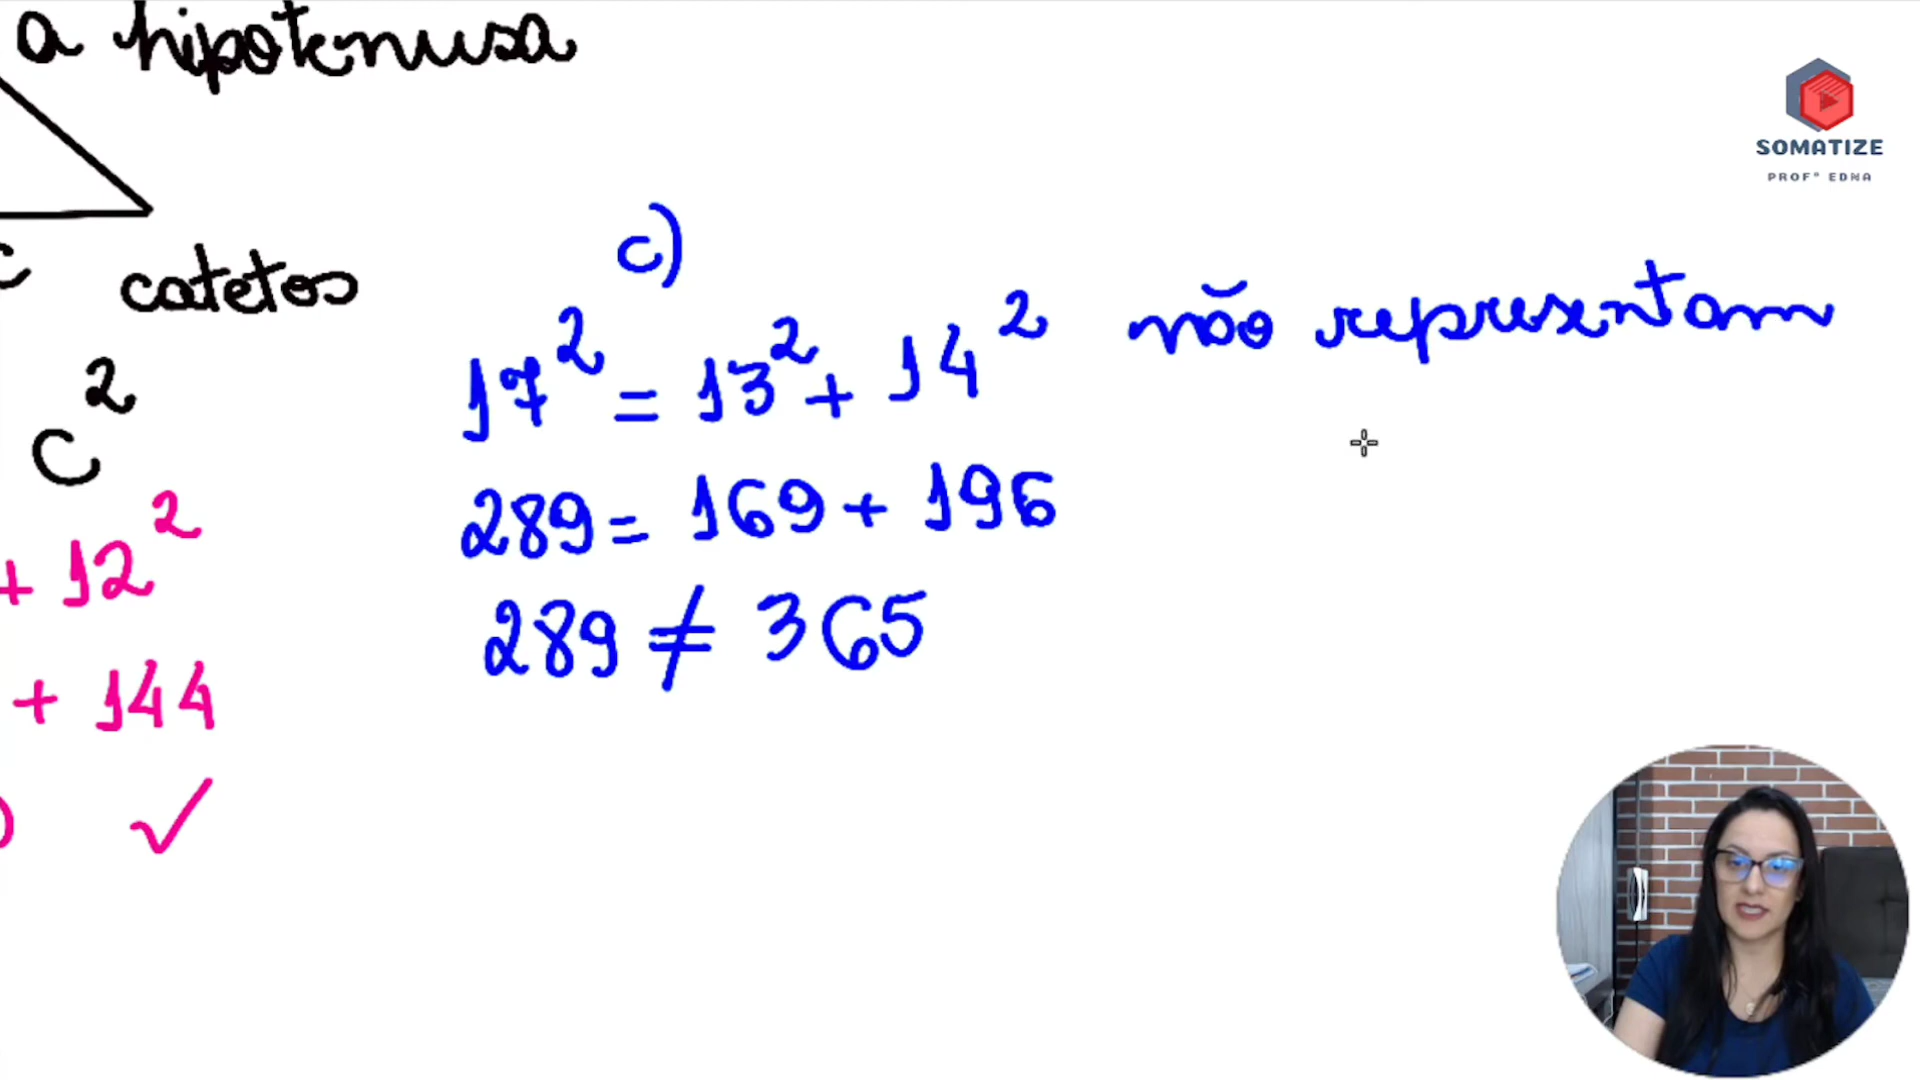 a hipotenusa
SOMATIZE
PROFª EDNA
catetos
c²
+ 12²
+ 144
✓
c)
17² = 13² + 14² não representam
289 = 169 + 196
289 ≠ 365